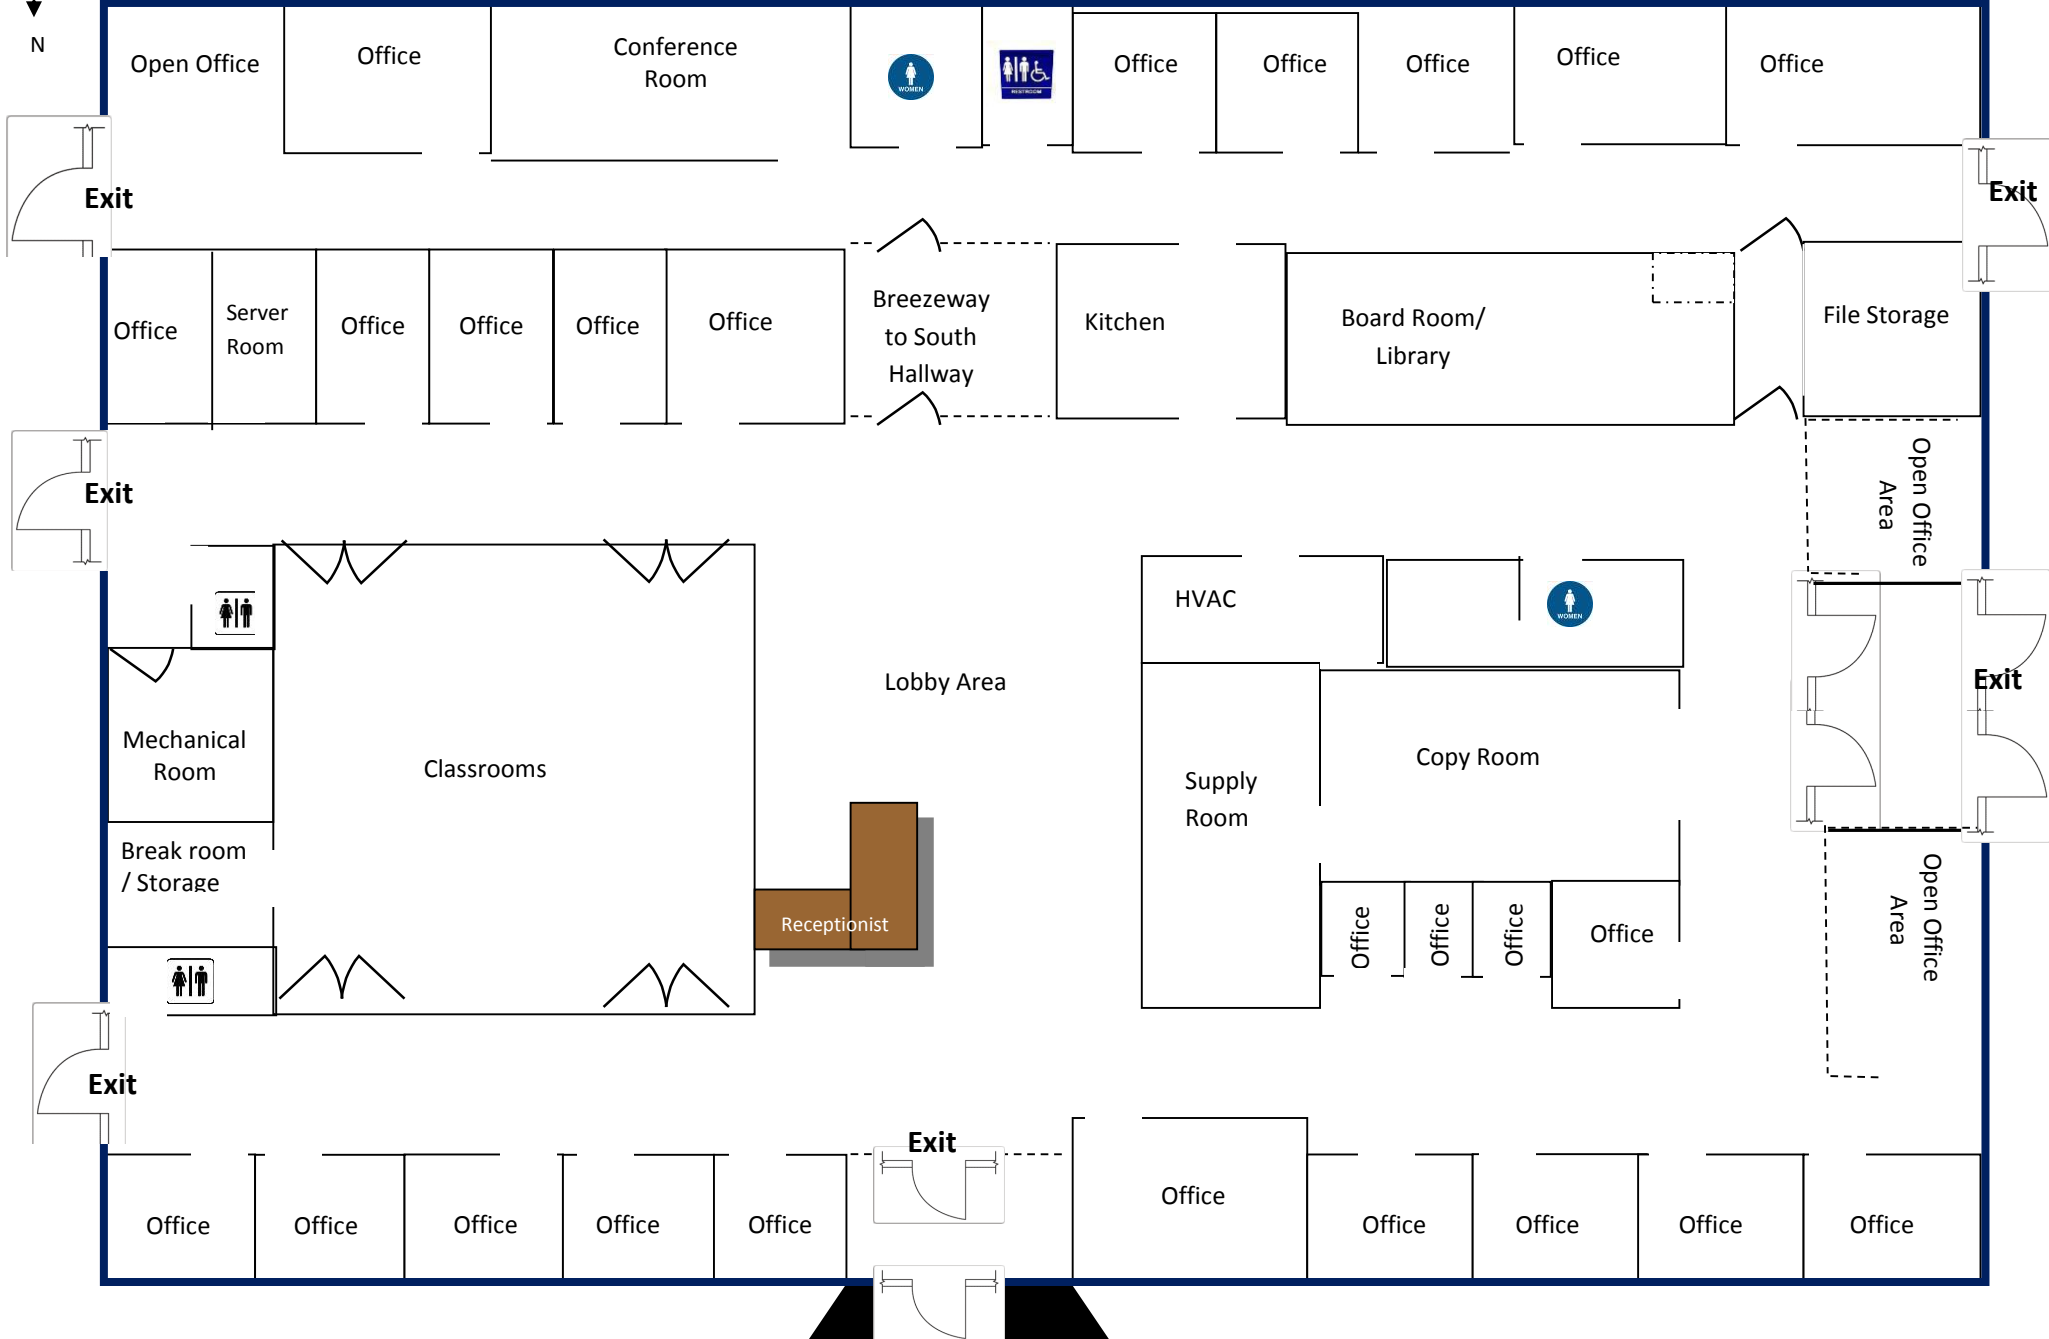 N
Open Office
Office
Conference
Room
WOMEN
RESTROOM
Office
Office
Office
Office
Office
Exit
Exit
Office
Server
Room
Office
Office
Office
Office
Breezeway
to South
Hallway
Kitchen
Board Room/
Library
File Storage
Exit
Open Office
Area
HVAC
WOMEN
Lobby Area
Exit
Mechanical
Room
Classrooms
Supply
Room
Copy Room
Break room
/ Storage
Receptionist
Office
Office
Office
Office
Open Office
Area
Exit
Exit
Office
Office
Office
Office
Office
Office
Office
Office
Office
Office